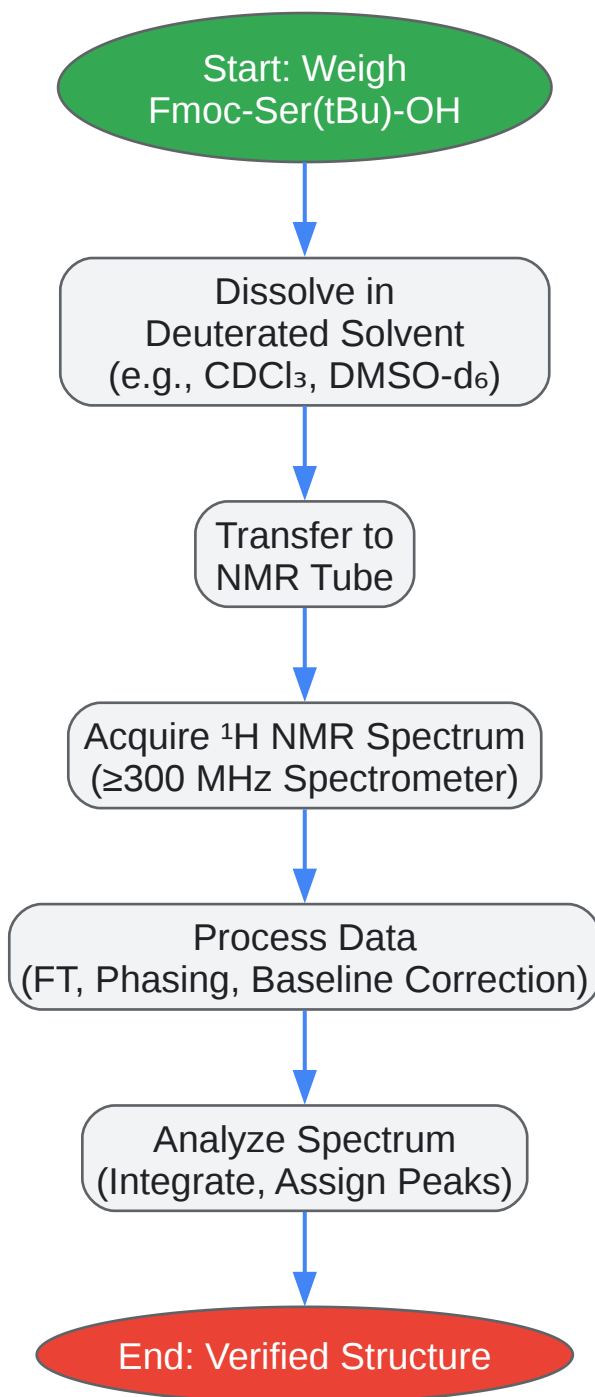 Start: Weigh
Fmoc-Ser(tBu)-OH
Dissolve in
Deuterated Solvent
(e.g., CDCl₃, DMSO-d₆)
Transfer to
NMR Tube
Acquire ¹H NMR Spectrum
(≥300 MHz Spectrometer)
Process Data
(FT, Phasing, Baseline Correction)
Analyze Spectrum
(Integrate, Assign Peaks)
End: Verified Structure